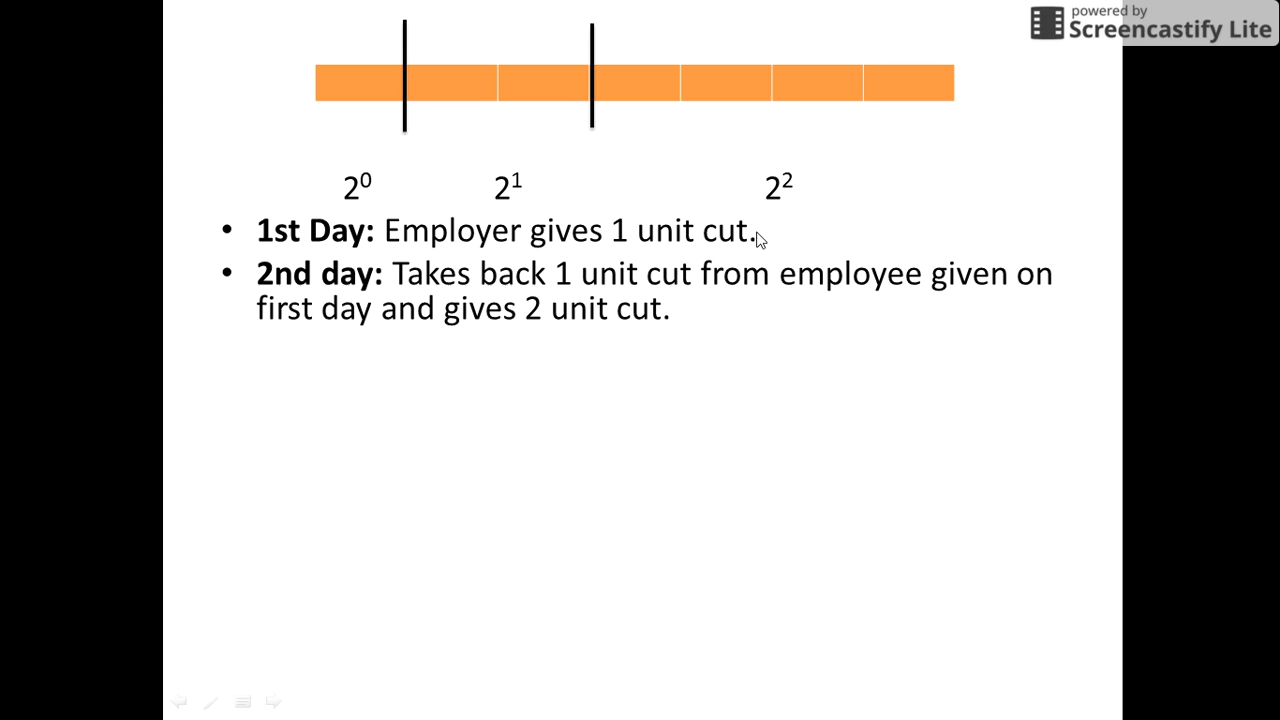 powered by
Screencastify Lite
2⁰ 2¹ 2²
• 1st Day: Employer gives 1 unit cut.
• 2nd day: Takes back 1 unit cut from employee given on
first day and gives 2 unit cut.